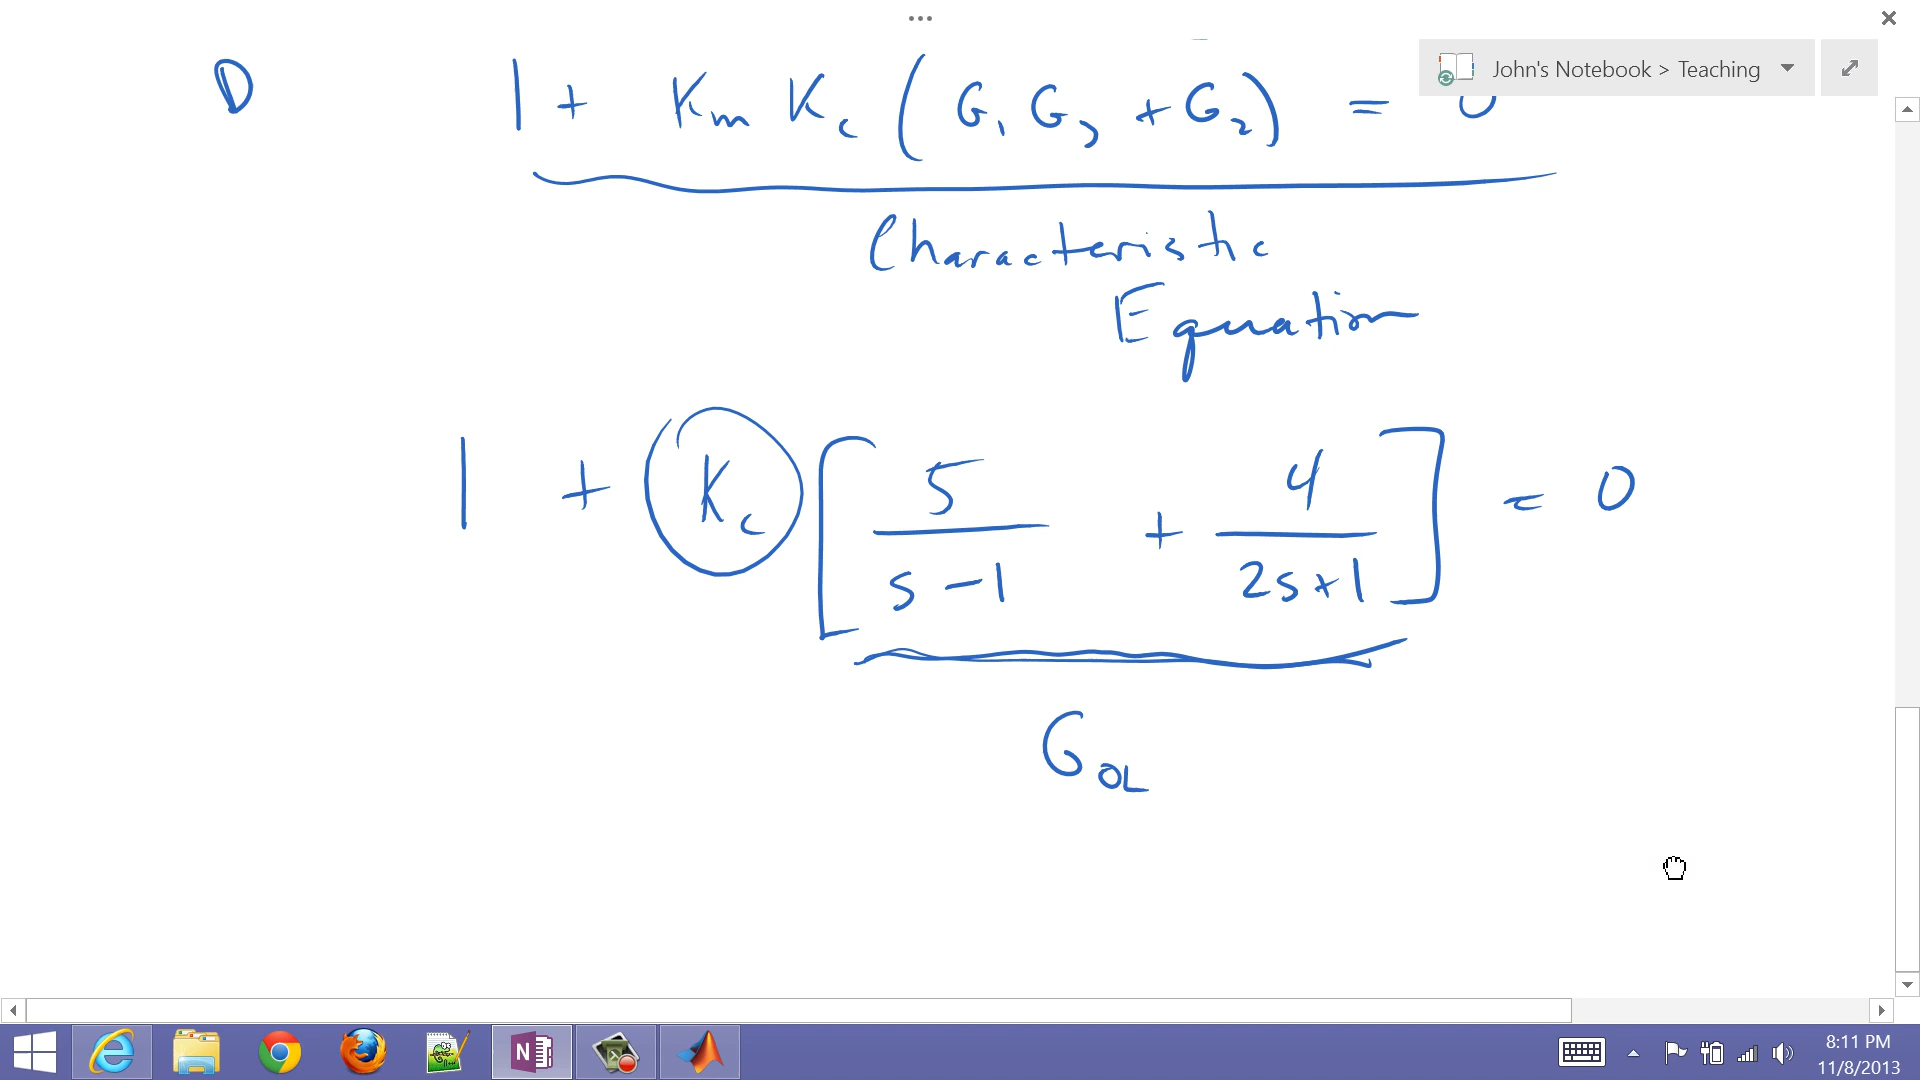 ...
John's Notebook > Teaching
D 1 + Km Kc ( G1 G3 + G2 ) = 0
Characteristic
Equation
1 + Kc [ 5 / (s - 1) + 4 / (2s + 1) ] = 0
GOL
8:11 PM
11/8/2013